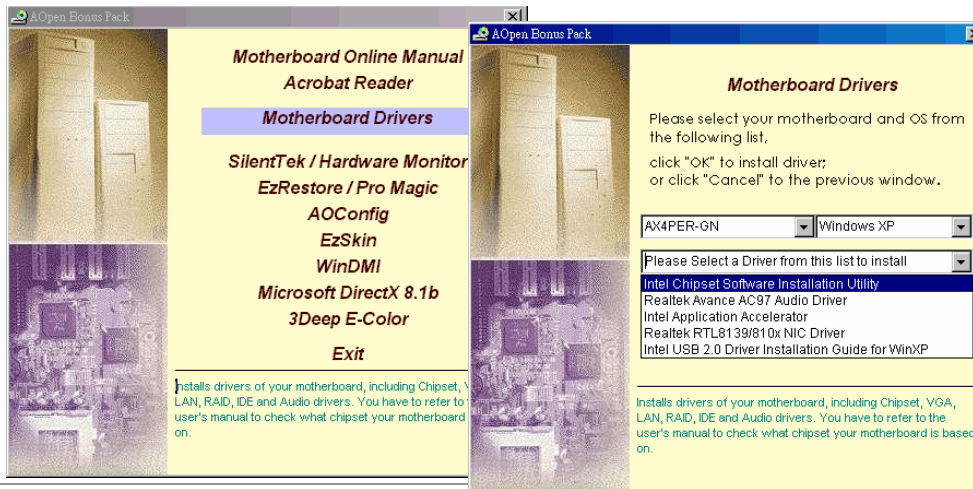 AOpen Bonus Pack
Motherboard Online Manual
Acrobat Reader
Motherboard Drivers
SilentTek / Hardware Monitor
EzRestore / Pro Magic
AOConfig
EzSkin
WinDMI
Microsoft DirectX 8.1b
3Deep E-Color
Exit
Installs drivers of your motherboard, including Chipset,
LAN, RAID, IDE and Audio drivers. You have to refer to
user's manual to check what chipset your motherboard
on.
AOpen Bonus Pack
Motherboard Drivers
Please select your motherboard and OS from
the following list,
click "OK" to install driver;
or click "Cancel" to the previous window.
AX4PER-GN
Windows XP
Please Select a Driver from this list to install
Intel Chipset Software Installation Utility
Realtek Avance AC97 Audio Driver
Intel Application Accelerator
Realtek RTL8139/810x NIC Driver
Intel USB 2.0 Driver Installation Guide for WinXP
Installs drivers of your motherboard, including Chipset, VGA,
LAN, RAID, IDE and Audio drivers. You have to refer to the
user's manual to check what chipset your motherboard is based
on.